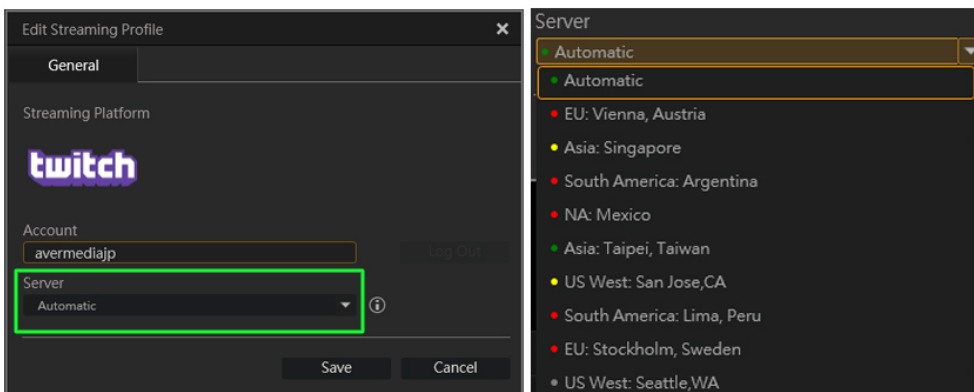 Edit Streaming Profile
General
Streaming Platform
twitch
Account
avermediajp
Log Out
Server
Automatic
Save
Cancel
Server
Automatic
Automatic
EU: Vienna, Austria
Asia: Singapore
South America: Argentina
NA: Mexico
Asia: Taipei, Taiwan
US West: San Jose,CA
South America: Lima, Peru
EU: Stockholm, Sweden
US West: Seattle,WA